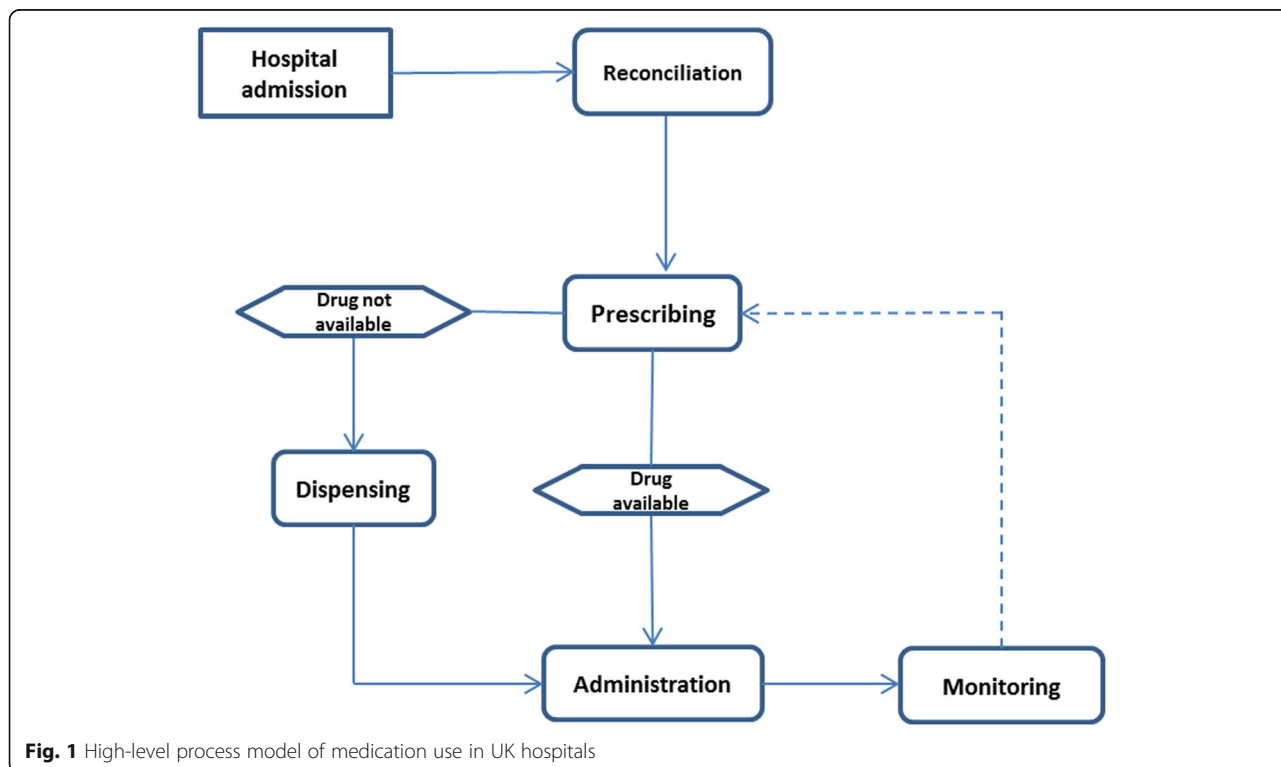 Hospital
admission
Reconciliation
Drug not
available
Prescribing
Dispensing
Drug
available
Administration
Monitoring
Fig. 1 High-level process model of medication use in UK hospitals